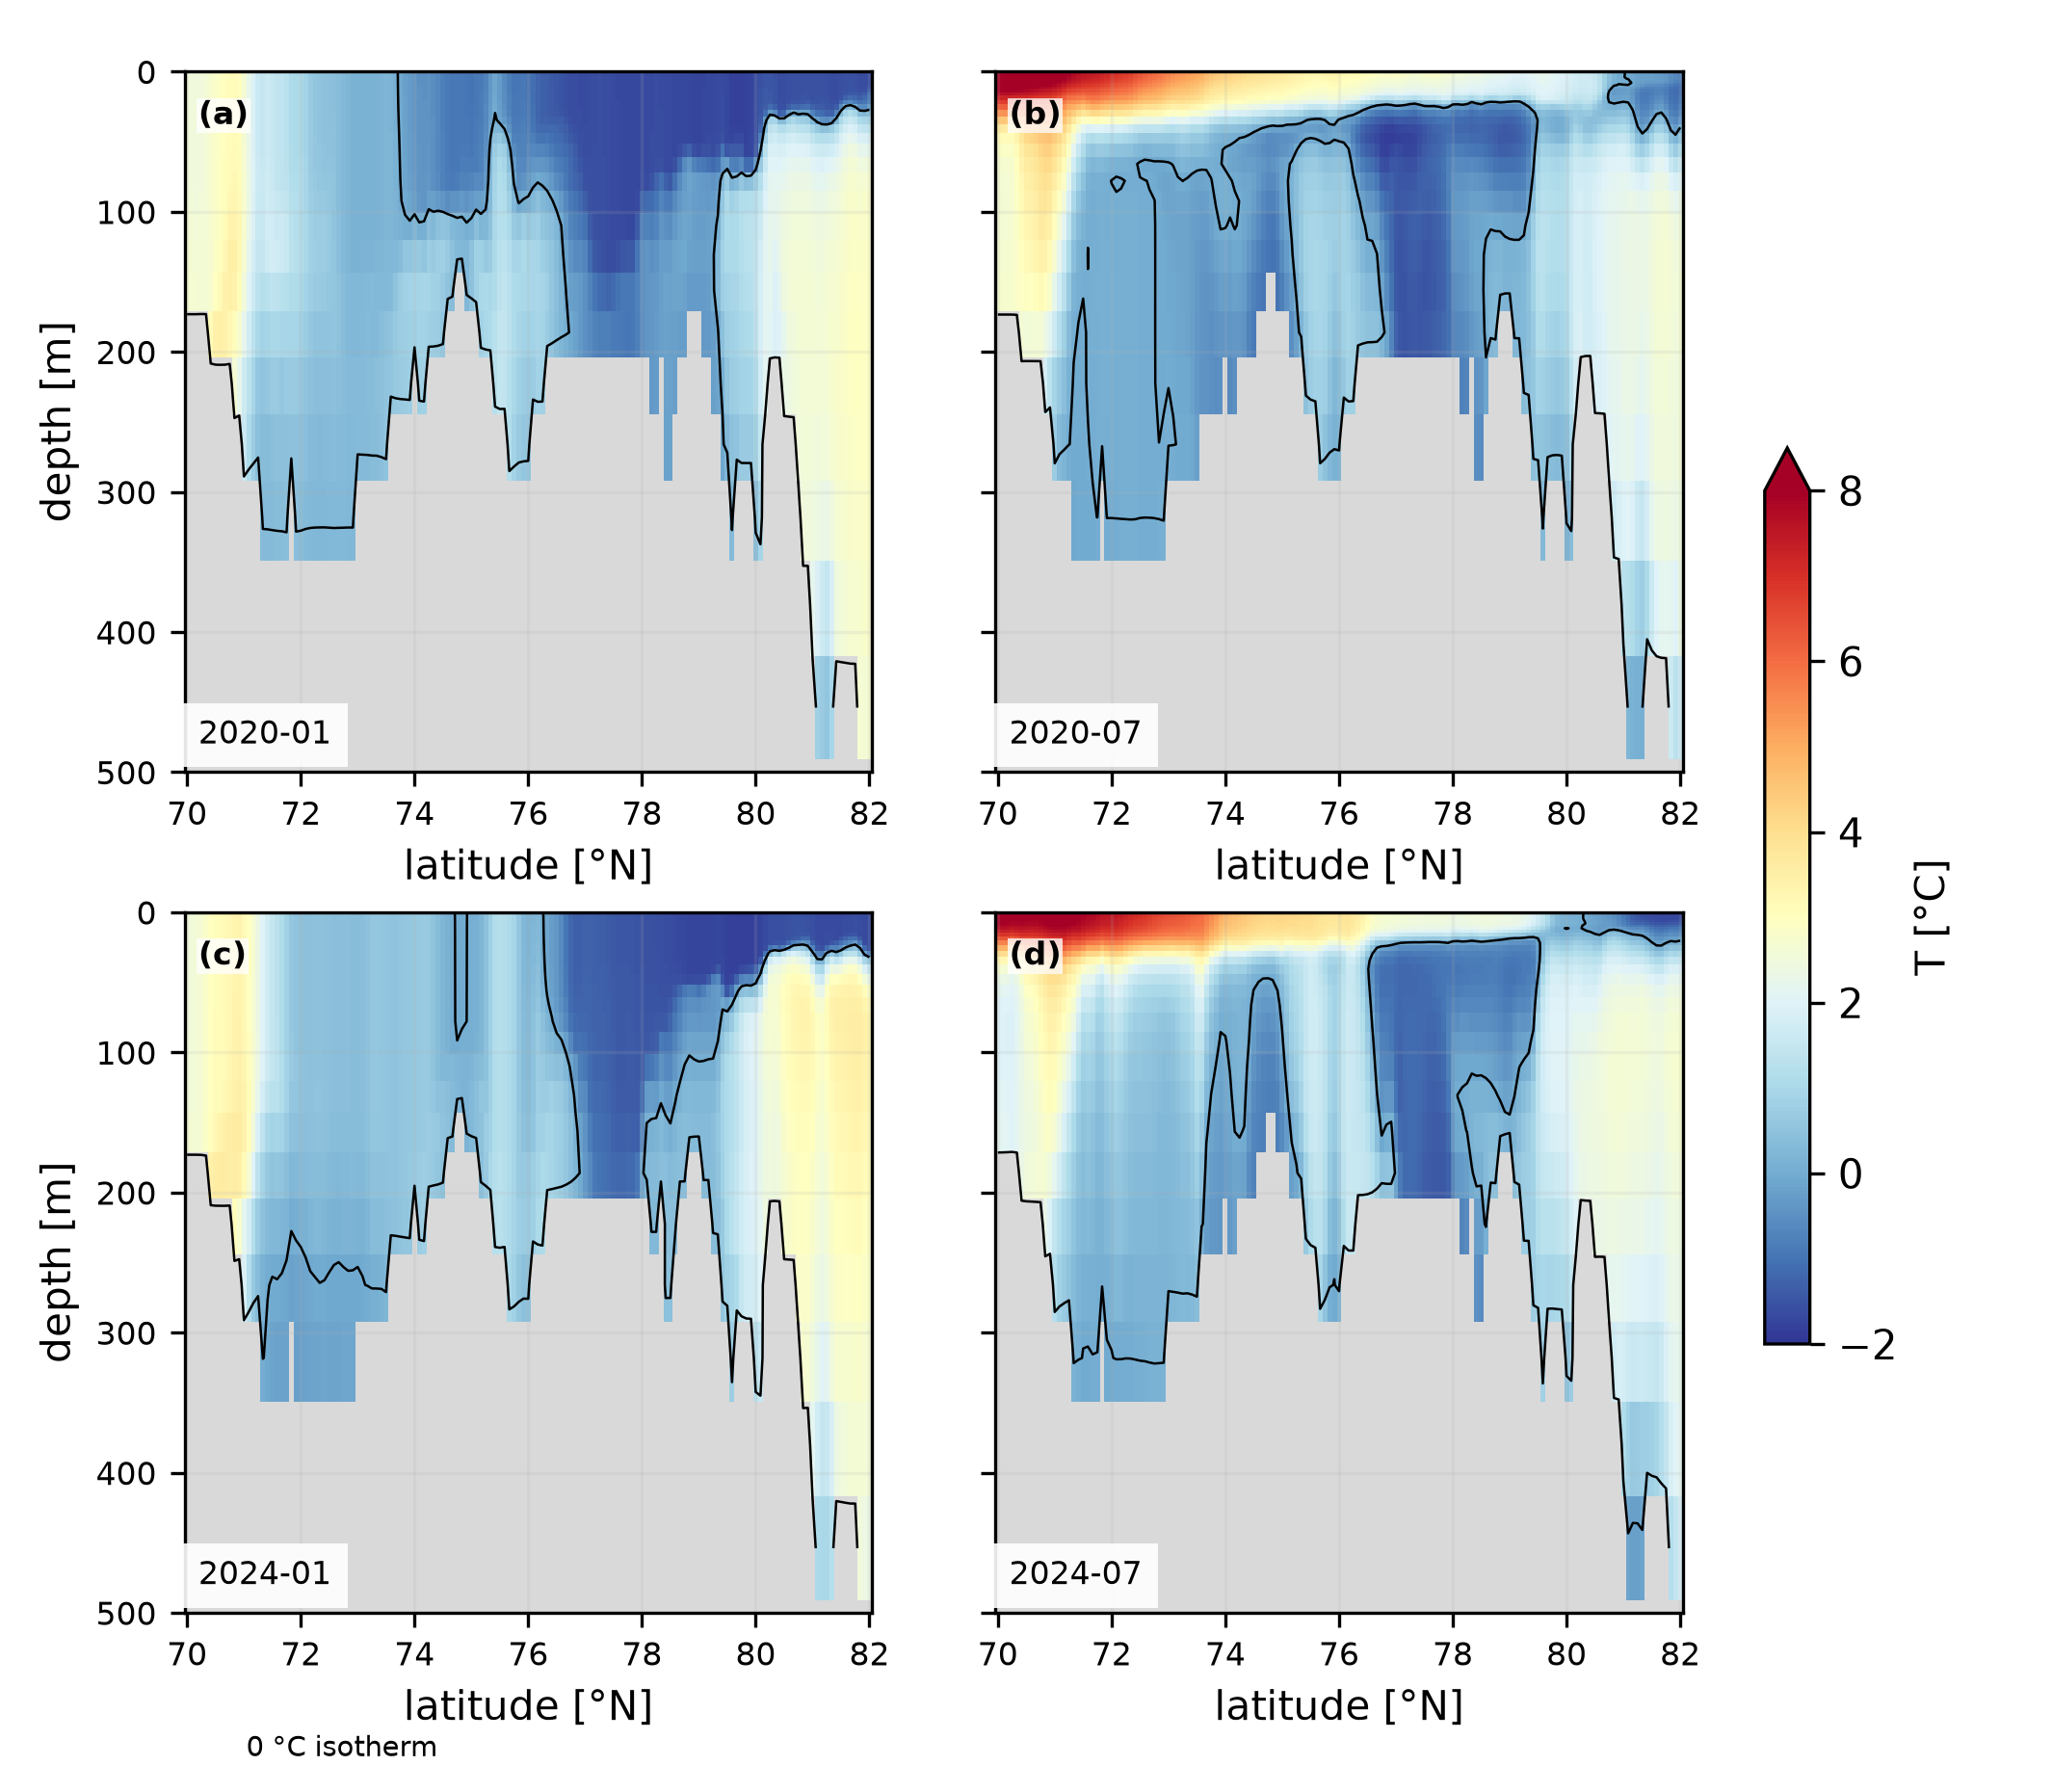 (a)
0
100
200
300
400
500
depth [m]
2020-01
70 72 74 76 78 80 82
latitude [°N]
(b)
2020-07
70 72 74 76 78 80 82
latitude [°N]
(c)
0
100
200
300
400
500
depth [m]
2024-01
70 72 74 76 78 80 82
latitude [°N]
(d)
2024-07
70 72 74 76 78 80 82
latitude [°N]
8
6
4
2
0
−2
T [°C]
0 °C isotherm